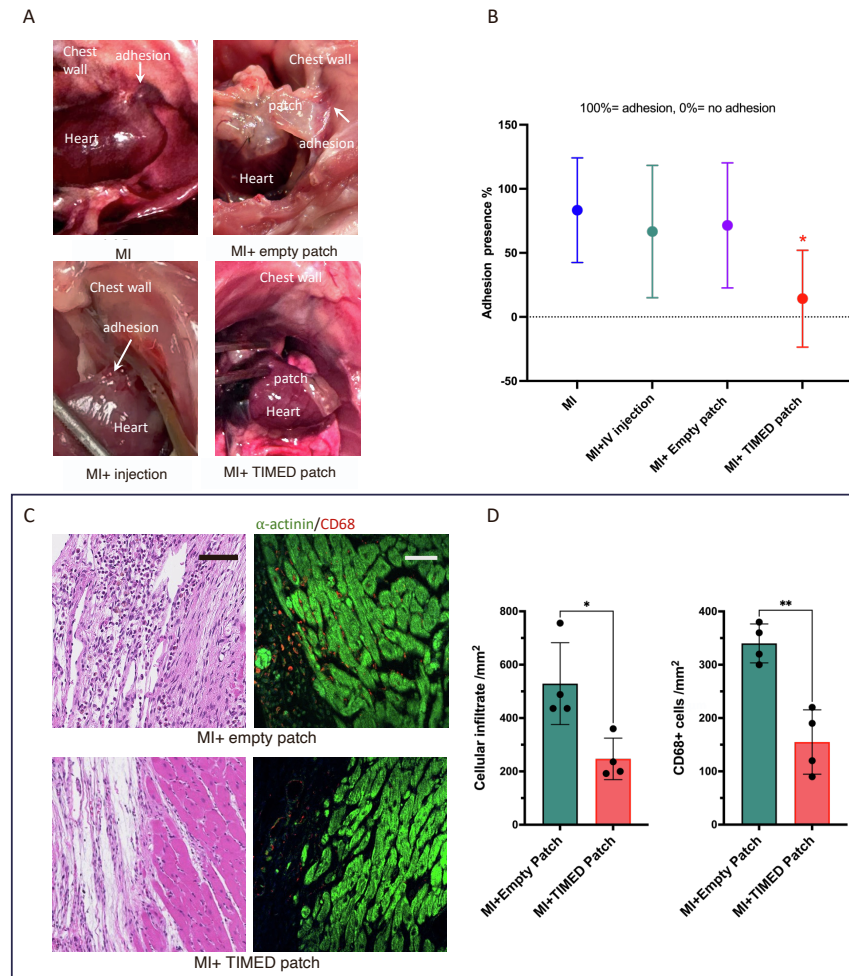 A
Chest wall
adhesion
Heart
MI
Chest wall
patch
adhesion
Heart
MI+ empty patch
adhesion
Heart
MI+ injection
Chest wall
patch
Heart
MI+ TIMED patch
B
100%= adhesion, 0%= no adhesion
Adhesion presence %
150
100
50
0
-50
*
MI
MI+IV injection
MI+ Empty patch
MI+ TIMED patch
C
α-actinin/CD68
MI+ empty patch
MI+ TIMED patch
D
Cellular infiltrate /mm²
800
600
400
200
0
*
MI+Empty Patch
MI+TIMED Patch
CD68+ cells /mm²
400
300
200
100
0
**
MI+Empty Patch
MI+TIMED Patch